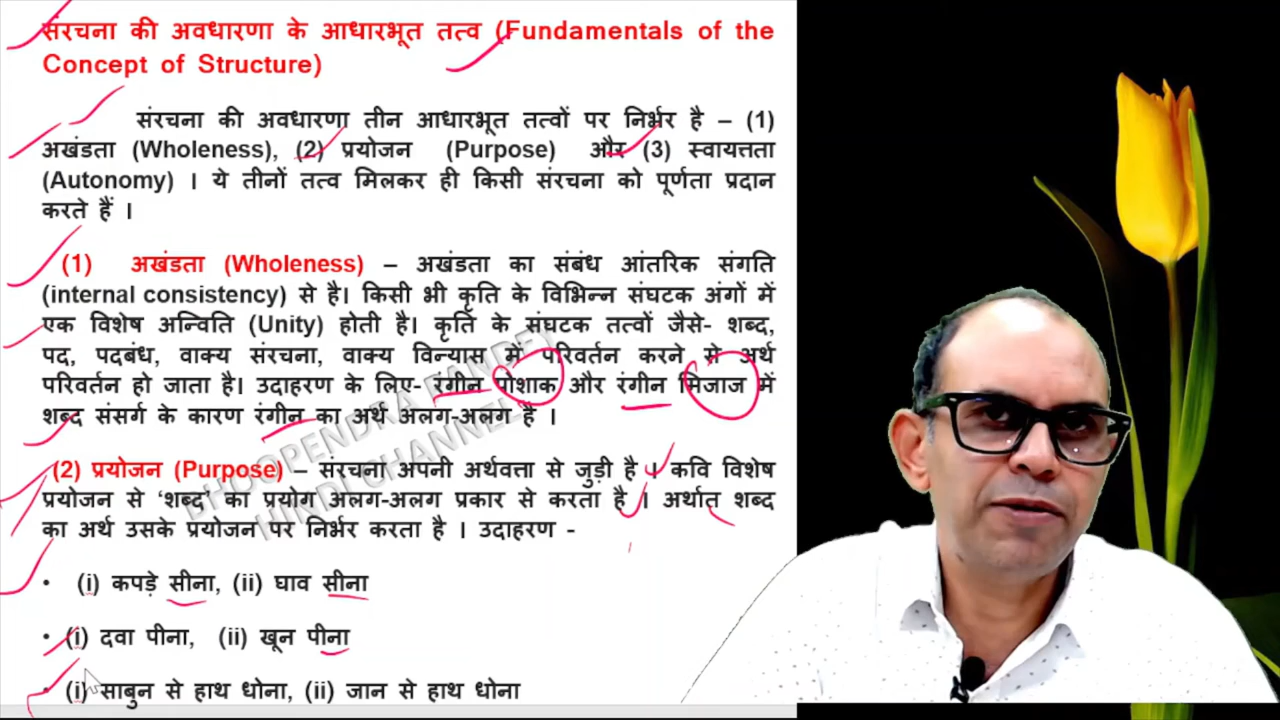 संरचना की अवधारणा के आधारभूत तत्व (Fundamentals of the
Concept of Structure)
संरचना की अवधारणा तीन आधारभूत तत्वों पर निर्भर है – (1)
अखंडता (Wholeness), (2) प्रयोजन (Purpose) और (3) स्वायत्तता
(Autonomy) । ये तीनों तत्व मिलकर ही किसी संरचना को पूर्णता प्रदान
करते हैं ।
(1) अखंडता (Wholeness) – अखंडता का संबंध आंतरिक संगति
(internal consistency) से है। किसी भी कृति के विभिन्न संघटक अंगों में
एक विशेष अन्विति (Unity) होती है। कृति के संघटक तत्वों जैसे- शब्द,
पद, पदबंध, वाक्य संरचना, वाक्य विन्यास में परिवर्तन करने से अर्थ
परिवर्तन हो जाता है। उदाहरण के लिए- रंगीन पोशाक और रंगीन मिजाज में
शब्द संसर्ग के कारण रंगीन का अर्थ अलग-अलग है ।
(2) प्रयोजन (Purpose) – संरचना अपनी अर्थवत्ता से जुड़ी है । कवि विशेष
प्रयोजन से ‘शब्द’ का प्रयोग अलग-अलग प्रकार से करता है । अर्थात शब्द
का अर्थ उसके प्रयोजन पर निर्भर करता है । उदाहरण -
• (i) कपड़े सीना, (ii) घाव सीना
• (i) दवा पीना, (ii) खून पीना
• (i) साबुन से हाथ धोना, (ii) जान से हाथ धोना
BHOOPENDRA PANDEY
HINDI CHANNEL